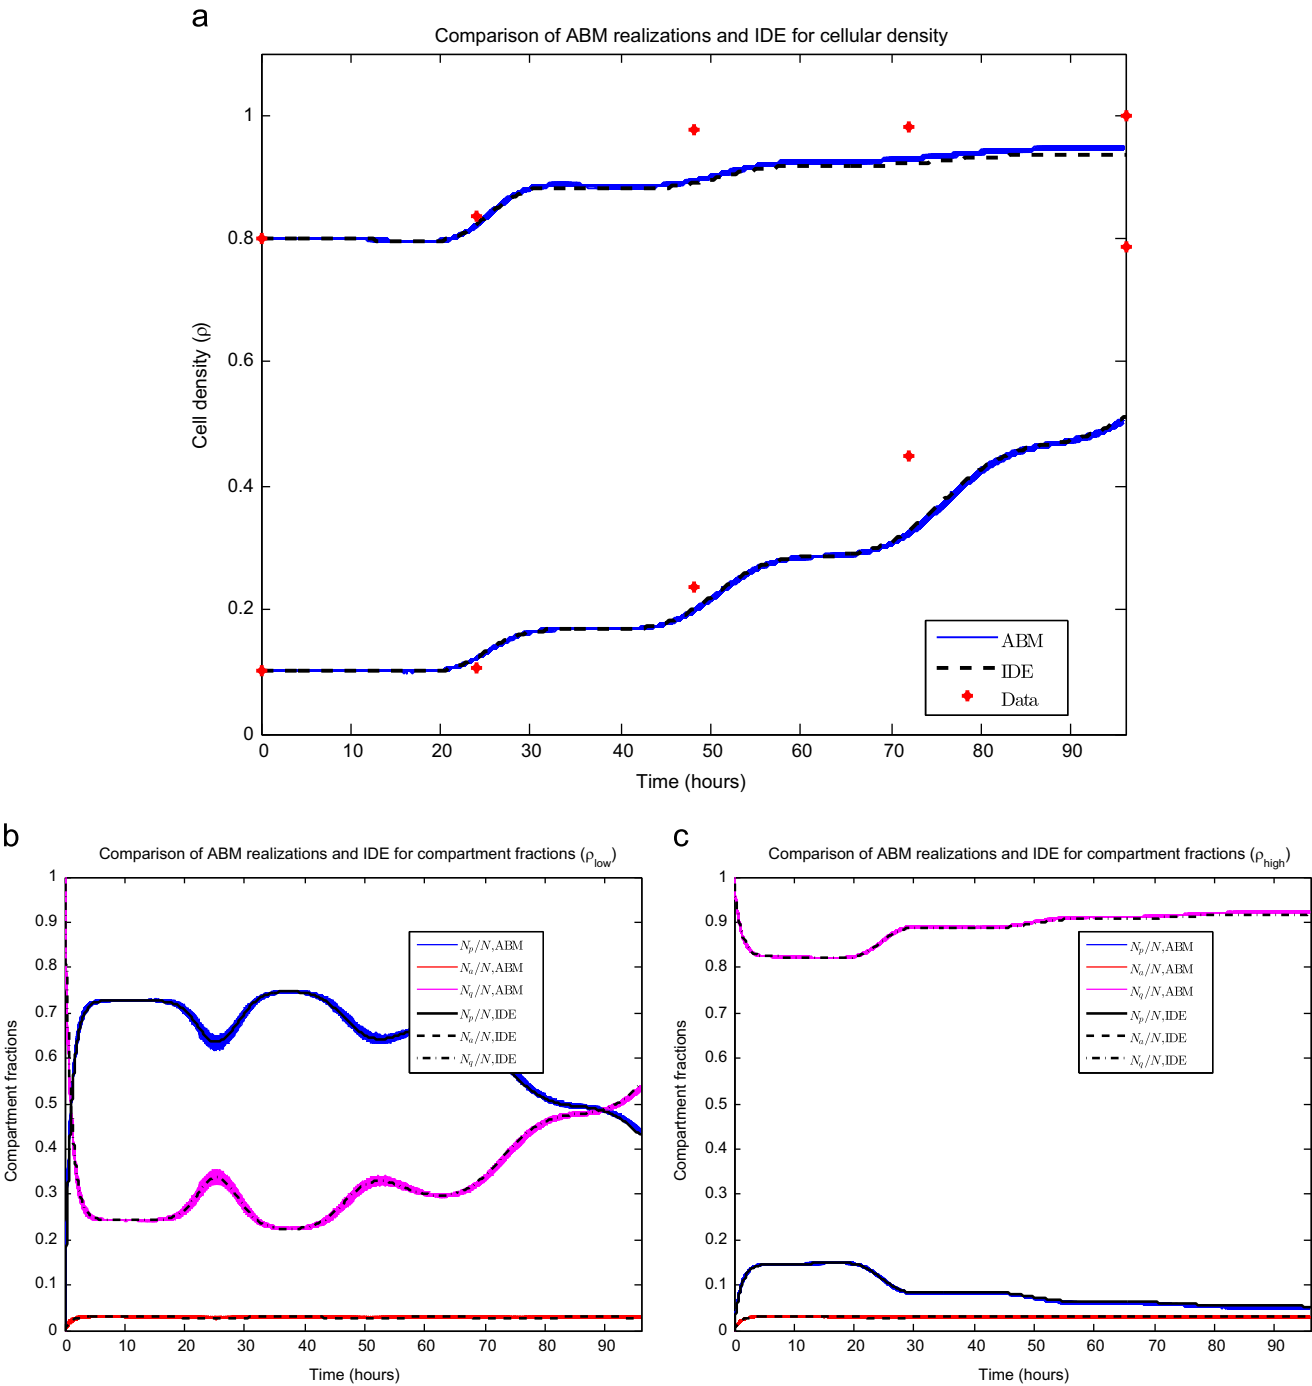 a
Comparison of ABM realizations and IDE for cellular density
Cell density (ρ)
1
0.8
0.6
0.4
0.2
0
0 10 20 30 40 50 60 70 80 90
Time (hours)
ABM
IDE
Data
b
Comparison of ABM realizations and IDE for compartment fractions (ρlow)
Compartment fractions
1
0.9
0.8
0.7
0.6
0.5
0.4
0.3
0.2
0.1
0
0 10 20 30 40 50 60 70 80 90
Time (hours)
Np/N,ABM
Na/N,ABM
Nq/N,ABM
Np/N,IDE
Na/N,IDE
Nq/N,IDE
c
Comparison of ABM realizations and IDE for compartment fractions (ρhigh)
Compartment fractions
1
0.9
0.8
0.7
0.6
0.5
0.4
0.3
0.2
0.1
0
0 10 20 30 40 50 60 70 80 90
Time (hours)
Np/N,ABM
Na/N,ABM
Nq/N,ABM
Np/N,IDE
Na/N,IDE
Nq/N,IDE